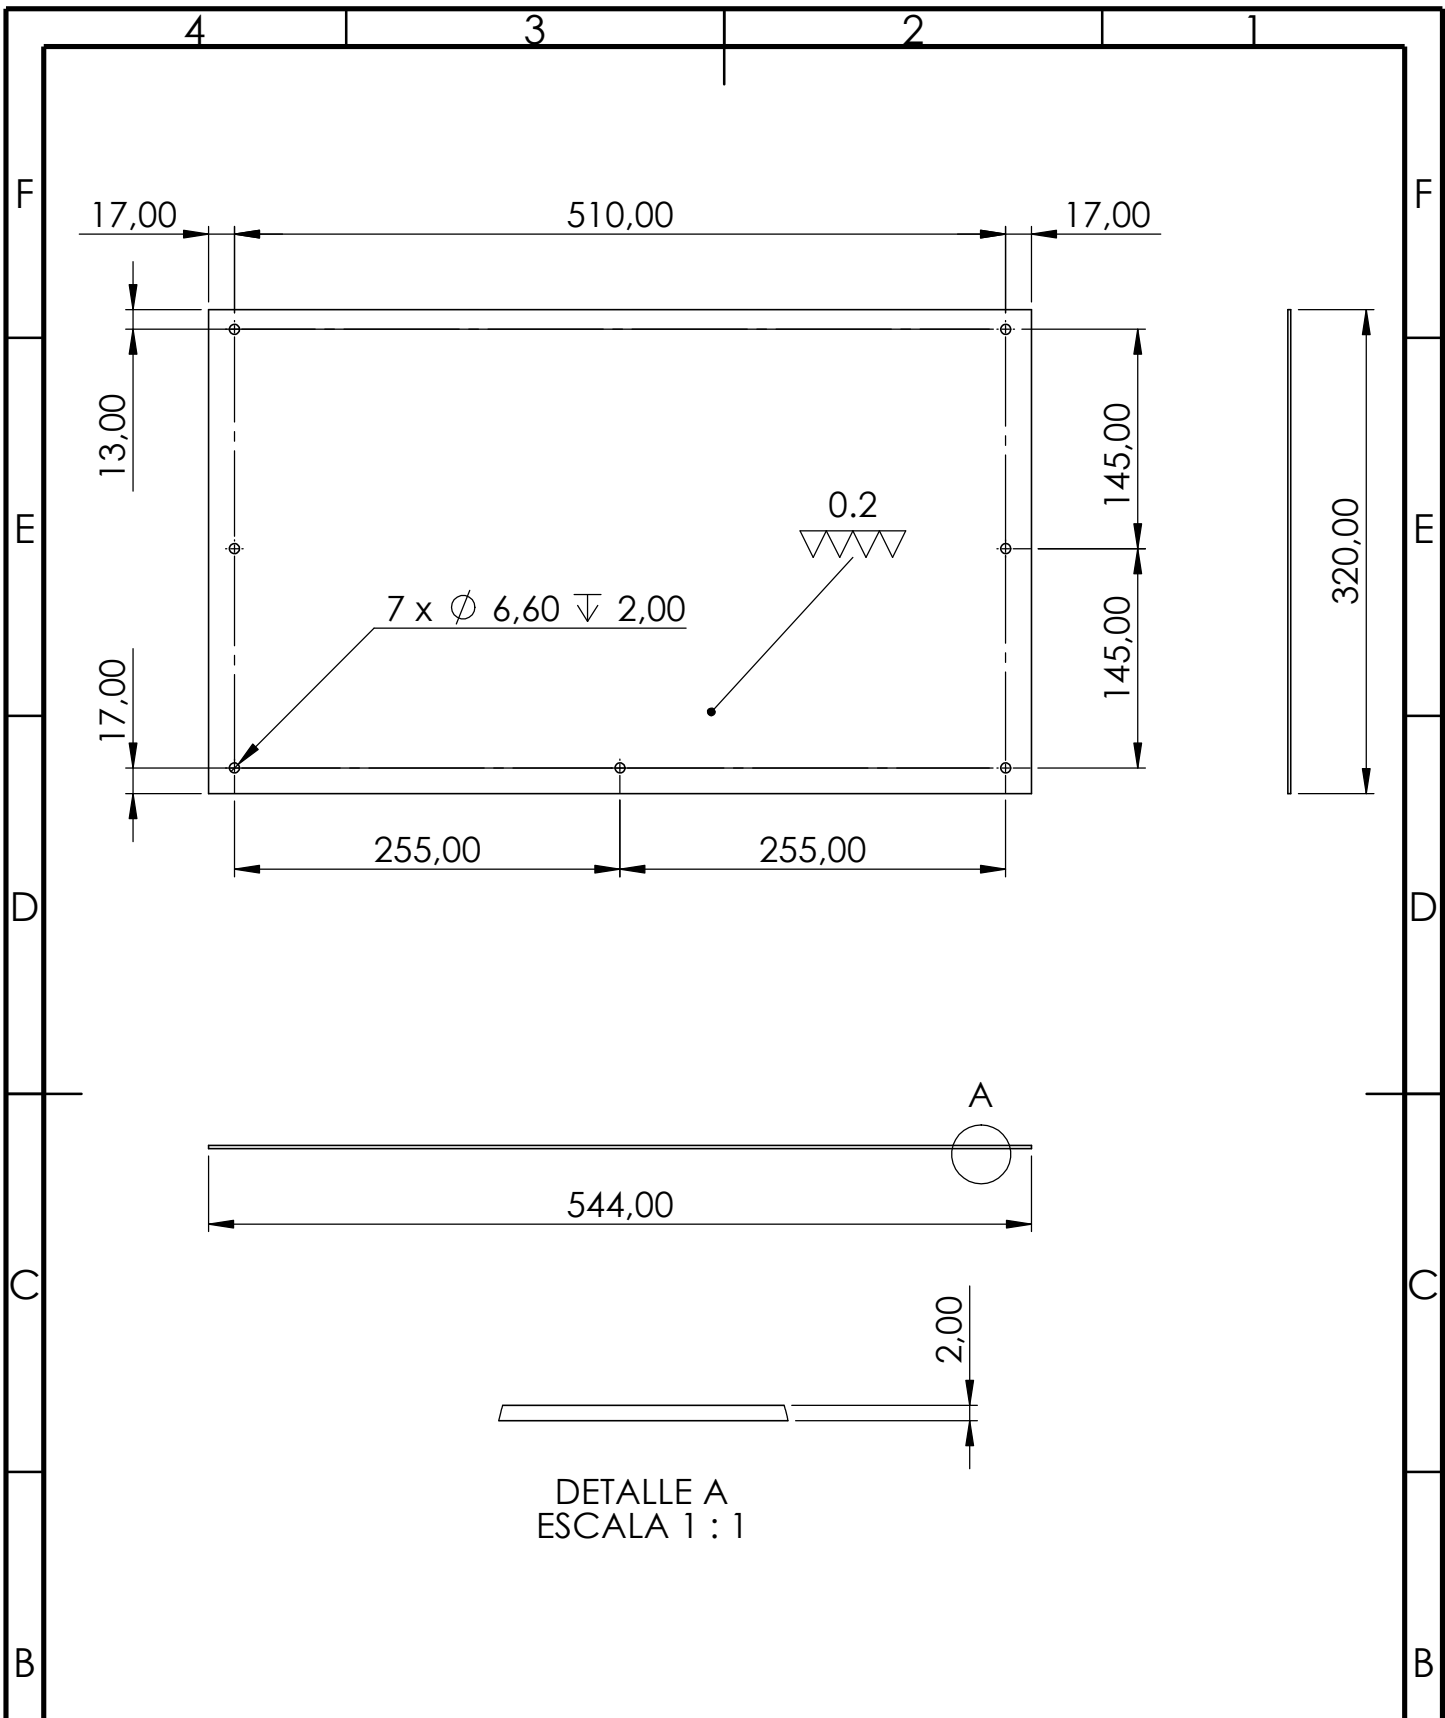 4 3 2 1
F F
17,00 510,00 17,00
13,00
145,00
E E
0.2
320,00
7 x ∅ 6,60 ↧ 2,00
145,00
17,00
255,00 255,00
D D
A
544,00
C C
2,00
DETALLE A
ESCALA 1 : 1
B B